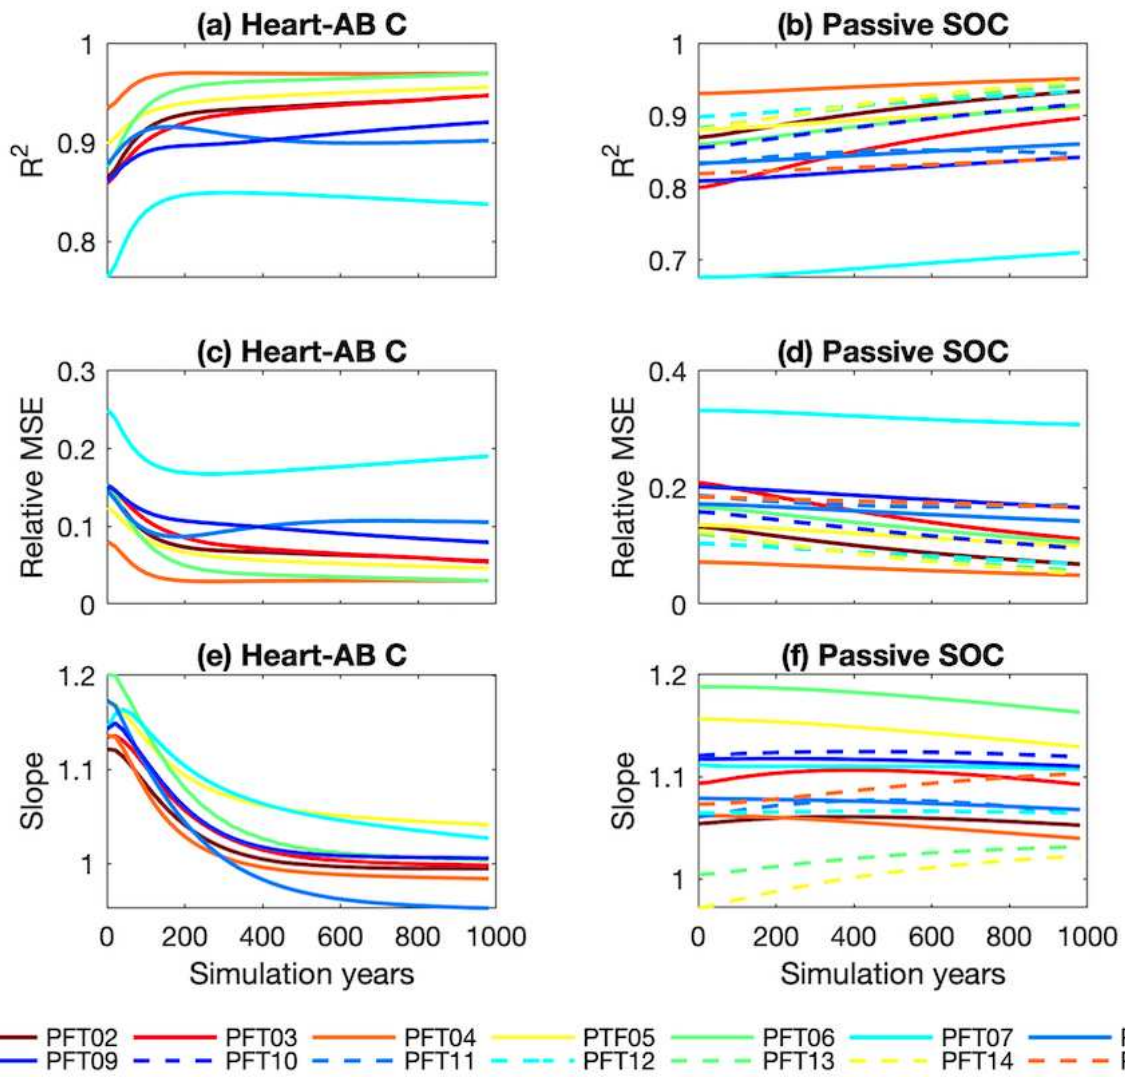 (a) Heart-AB C
(b) Passive SOC
1
0.9
0.8
R²
1
0.9
0.8
0.7
R²
(c) Heart-AB C
(d) Passive SOC
0.3
0.2
0.1
0
Relative MSE
0.4
0.2
0
Relative MSE
(e) Heart-AB C
(f) Passive SOC
1.2
1.1
1
Slope
1.2
1.1
1
Slope
0 200 400 600 800 1000
0 200 400 600 800 1000
Simulation years
Simulation years
PFT02 PFT03 PFT04 PTF05 PFT06 PFT07
PFT09 PFT10 PFT11 PFT12 PFT13 PFT14